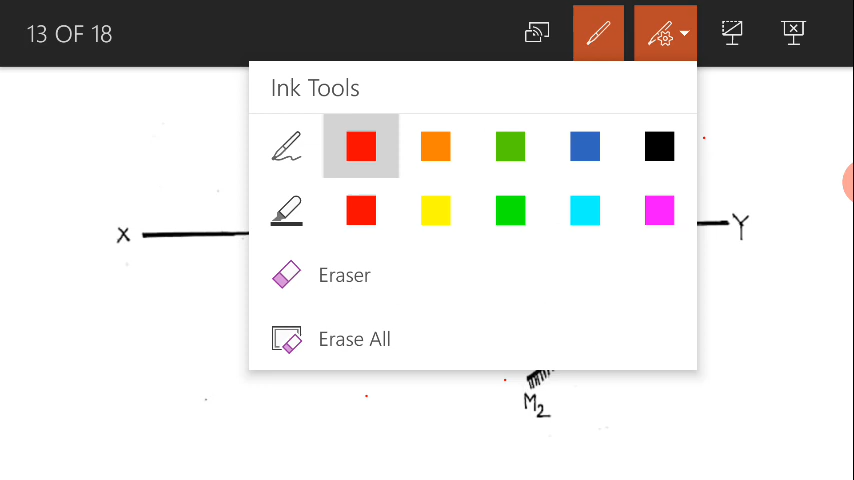 13 OF 18
Ink Tools
X
Y
Eraser
Erase All
M2